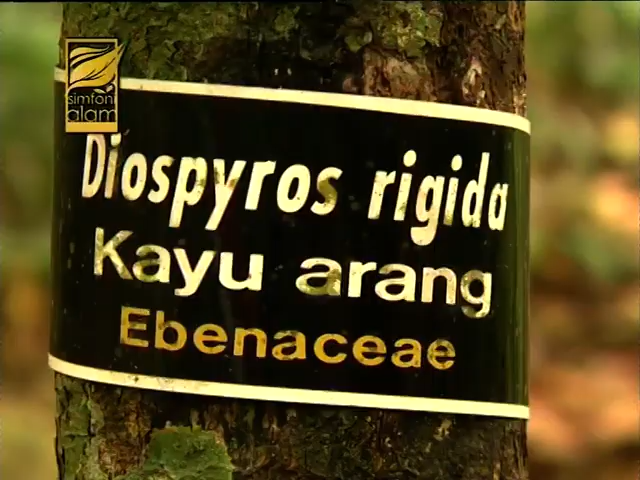 simfoni
alam
Diospyros rigida
Kayu arang
Ebenaceae